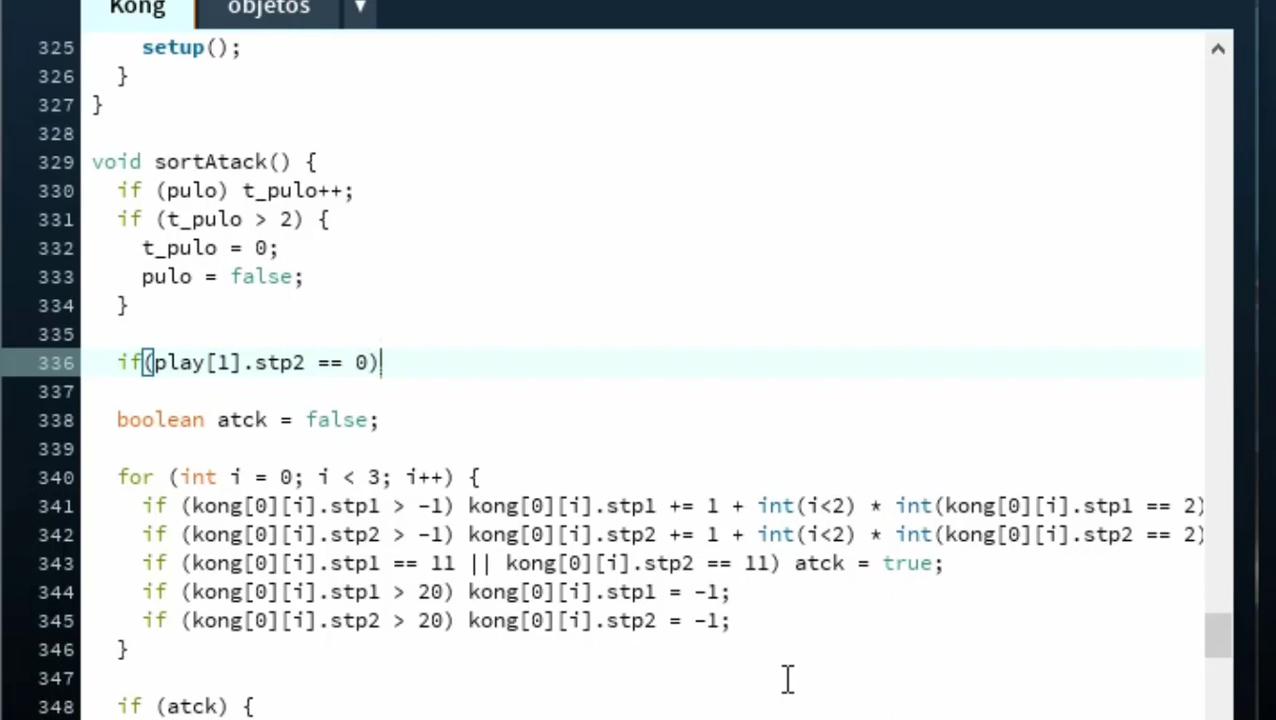 Kong objetos ▼
325 setup();
326 }
327 }
328
329 void sortAtack() {
330 if (pulo) t_pulo++;
331 if (t_pulo > 2) {
332 t_pulo = 0;
333 pulo = false;
334 }
335
336 if(play[1].stp2 == 0)
337
338 boolean atck = false;
339
340 for (int i = 0; i < 3; i++) {
341 if (kong[0][i].stp1 > -1) kong[0][i].stp1 += 1 + int(i<2) * int(kong[0][i].stp1 == 2)
342 if (kong[0][i].stp2 > -1) kong[0][i].stp2 += 1 + int(i<2) * int(kong[0][i].stp2 == 2)
343 if (kong[0][i].stp1 == 11 || kong[0][i].stp2 == 11) atck = true;
344 if (kong[0][i].stp1 > 20) kong[0][i].stp1 = -1;
345 if (kong[0][i].stp2 > 20) kong[0][i].stp2 = -1;
346 }
347
348 if (atck) {